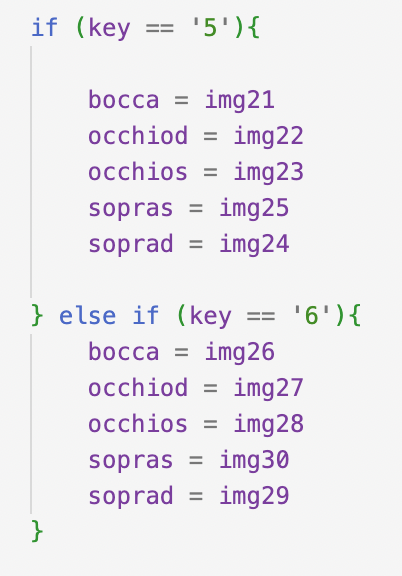 if (key == '5'){
bocca = img21
occhiod = img22
occhios = img23
sopras = img25
soprad = img24
} else if (key == '6'){
bocca = img26
occhiod = img27
occhios = img28
sopras = img30
soprad = img29
}